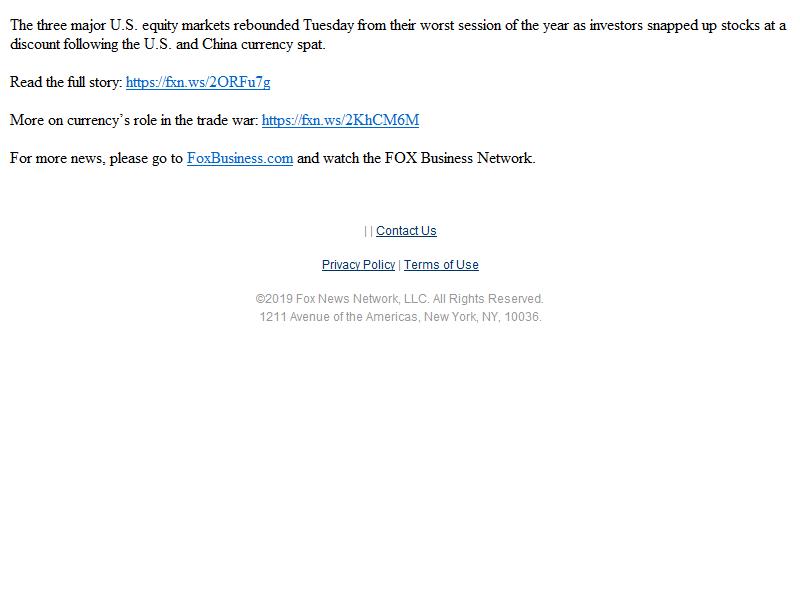 The three major U.S. equity markets rebounded Tuesday from their worst session of the year as investors snapped up stocks at a
discount following the U.S. and China currency spat.
Read the full story: https://fxn.ws/2ORFu7g
More on currency’s role in the trade war: https://fxn.ws/2KhCM6M
For more news, please go to FoxBusiness.com and watch the FOX Business Network.
| | Contact Us
Privacy Policy | Terms of Use
©2019 Fox News Network, LLC. All Rights Reserved.
1211 Avenue of the Americas, New York, NY, 10036.